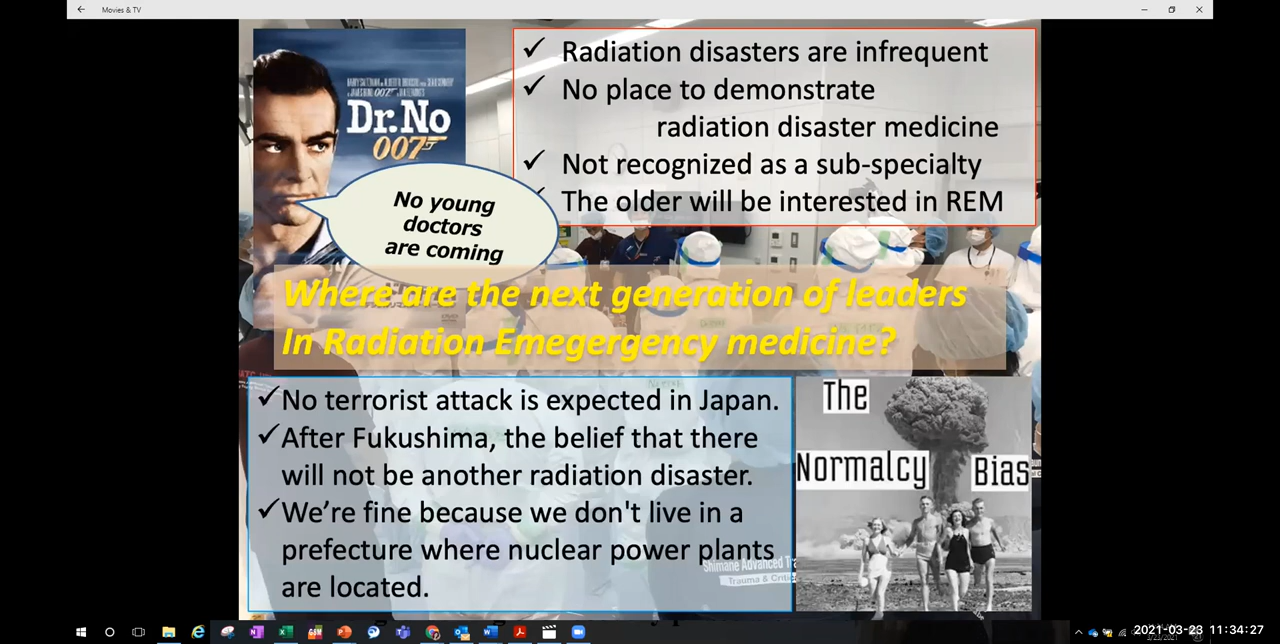 Movies & TV
Dr.No
007
No young
doctors
are coming
✓ Radiation disasters are infrequent
✓ No place to demonstrate
radiation disaster medicine
✓ Not recognized as a sub-specialty
✓ The older will be interested in REM
Where are the next generation of leaders
In Radiation Emegergency medicine?
✓No terrorist attack is expected in Japan.
✓After Fukushima, the belief that there
will not be another radiation disaster.
✓We’re fine because we don't live in a
prefecture where nuclear power plants
are located.
Shimane Advanced
Trauma &
The
Normalcy Bias
2021-03-23 11:34:27